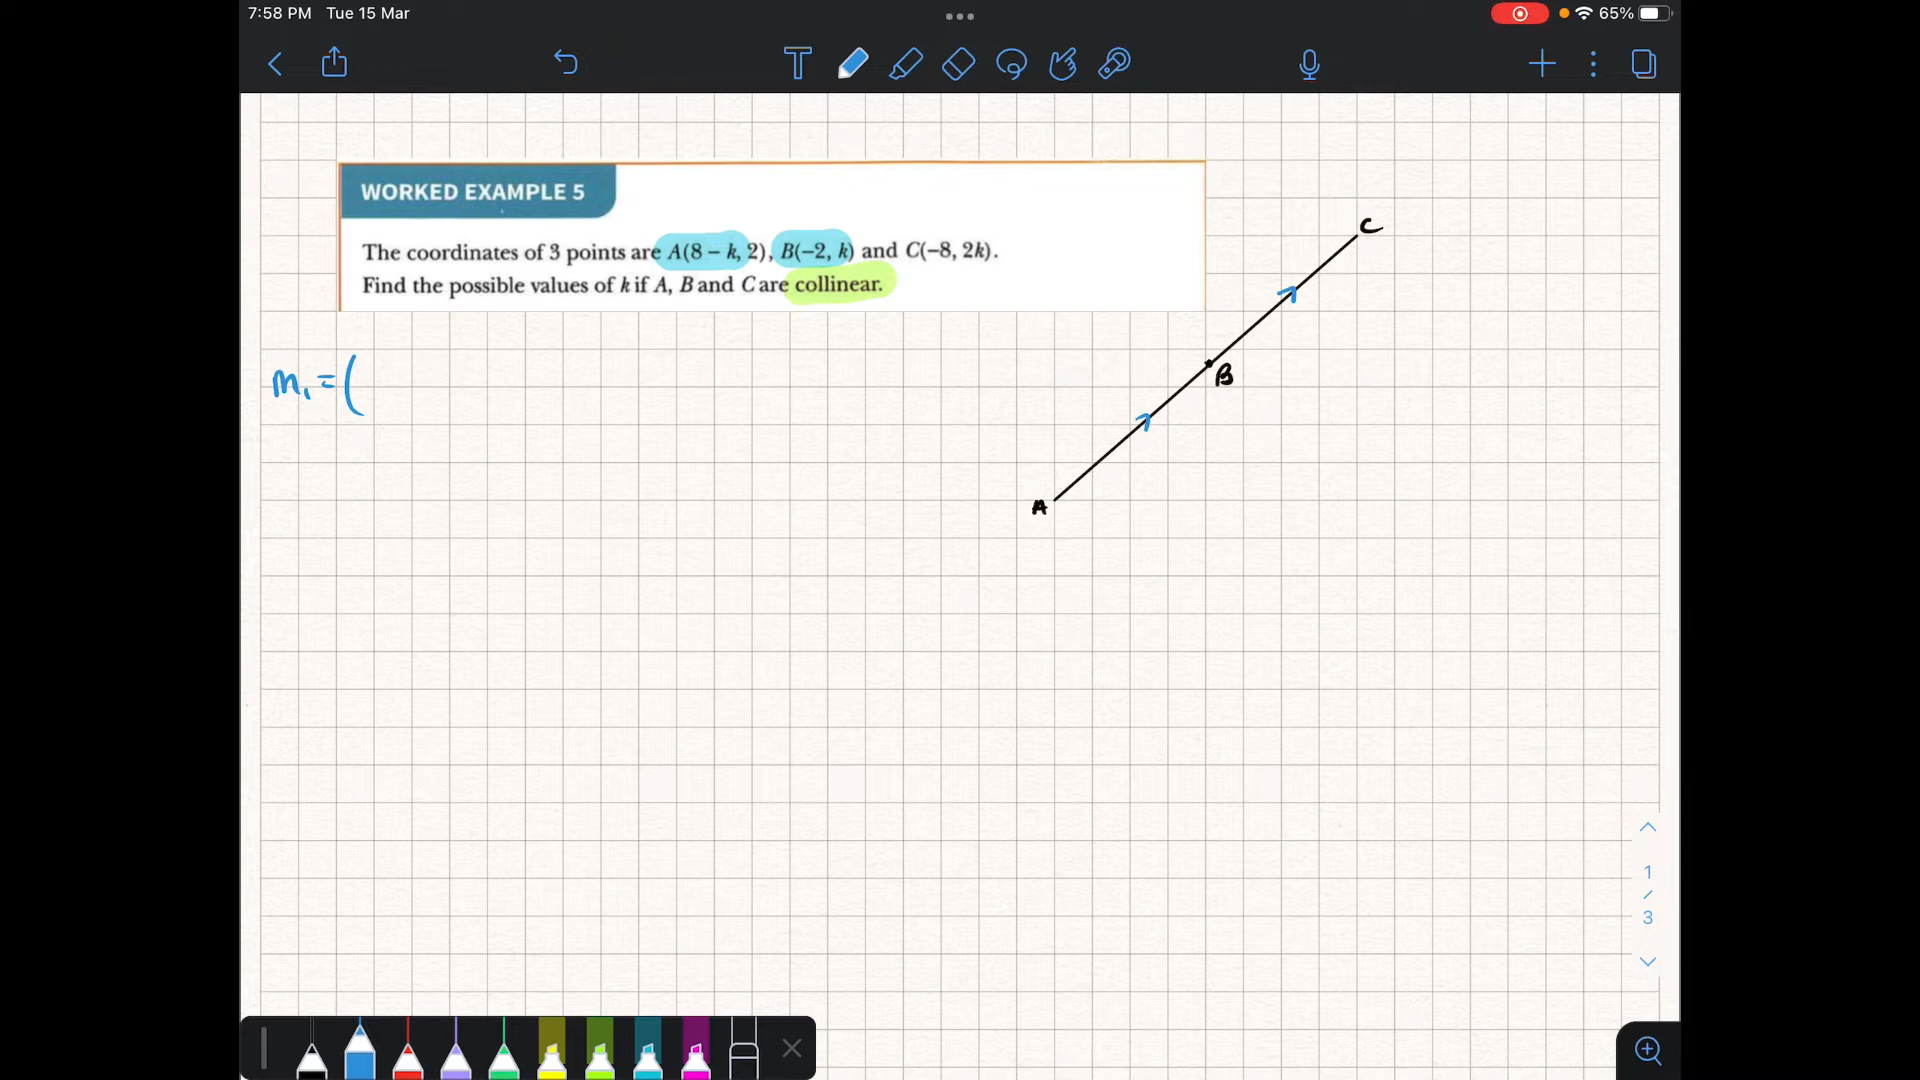 7:58 PM Tue 15 Mar
65%
T
WORKED EXAMPLE 5
The coordinates of 3 points are A(8 – k, 2), B(–2, k) and C(–8, 2k).
Find the possible values of k if A, B and C are collinear.
C
m₁ = (
B
A
1
/
3